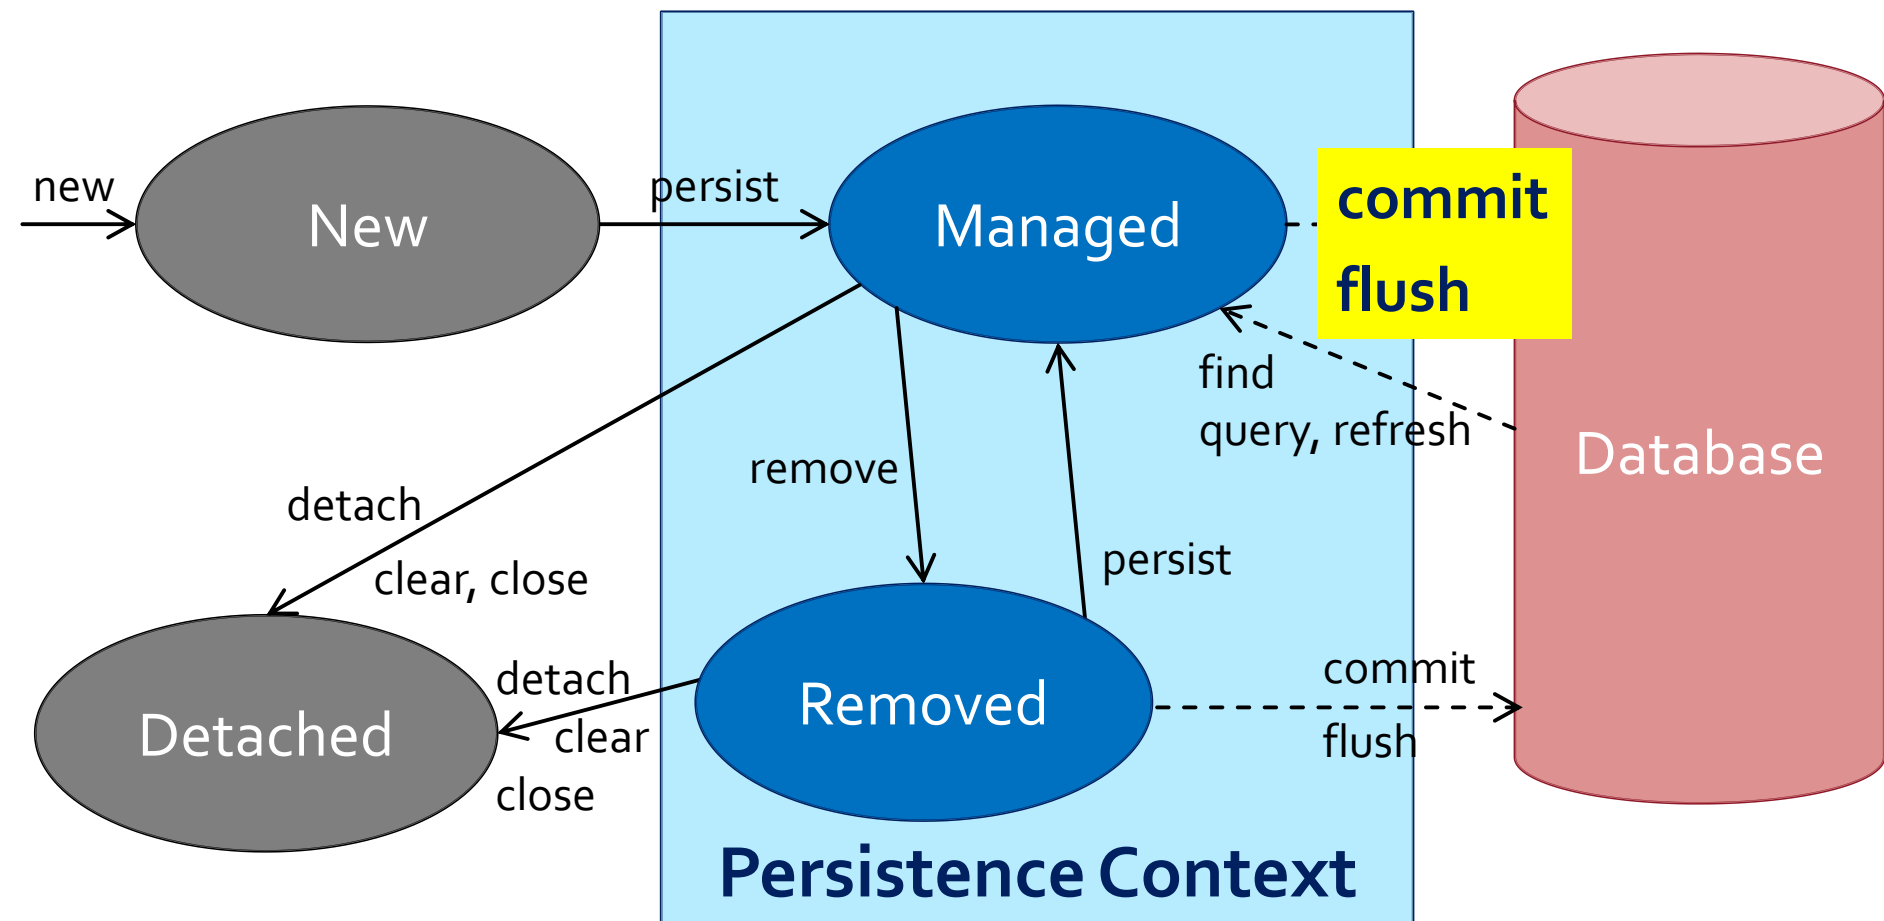 new
New
persist
Managed
commit
flush
find
query, refresh
Database
remove
detach
clear, close
persist
Detached
detach
clear
close
Removed
commit
flush
Persistence Context